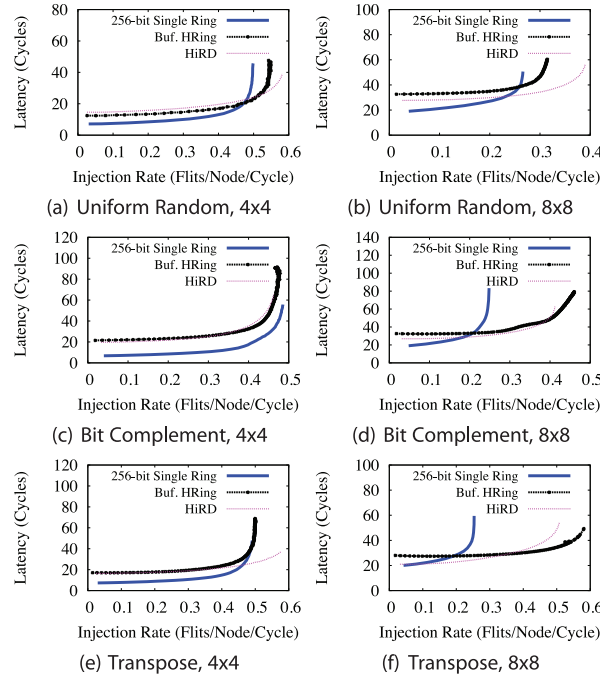 256-bit Single Ring
Buf. HRing
HiRD
Latency (Cycles)
80
60
40
20
0
0 0.1 0.2 0.3 0.4 0.5 0.6
Injection Rate (Flits/Node/Cycle)
(a) Uniform Random, 4x4
256-bit Single Ring
Buf. HRing
HiRD
Latency (Cycles)
100
80
60
40
20
0
0 0.1 0.2 0.3 0.4
Injection Rate (Flits/Node/Cycle)
(b) Uniform Random, 8x8
256-bit Single Ring
Buf. HRing
HiRD
Latency (Cycles)
120
100
80
60
40
20
0
0 0.1 0.2 0.3 0.4 0.5
Injection Rate (Flits/Node/Cycle)
(c) Bit Complement, 4x4
256-bit Single Ring
Buf. HRing
HiRD
Latency (Cycles)
140
120
100
80
60
40
20
0
0 0.1 0.2 0.3 0.4 0.5
Injection Rate (Flits/Node/Cycle)
(d) Bit Complement, 8x8
256-bit Single Ring
Buf. HRing
HiRD
Latency (Cycles)
120
100
80
60
40
20
0
0 0.1 0.2 0.3 0.4 0.5 0.6
Injection Rate (Flits/Node/Cycle)
(e) Transpose, 4x4
256-bit Single Ring
Buf. HRing
HiRD
Latency (Cycles)
100
80
60
40
20
0
0 0.1 0.2 0.3 0.4 0.5 0.6
Injection Rate (Flits/Node/Cycle)
(f) Transpose, 8x8